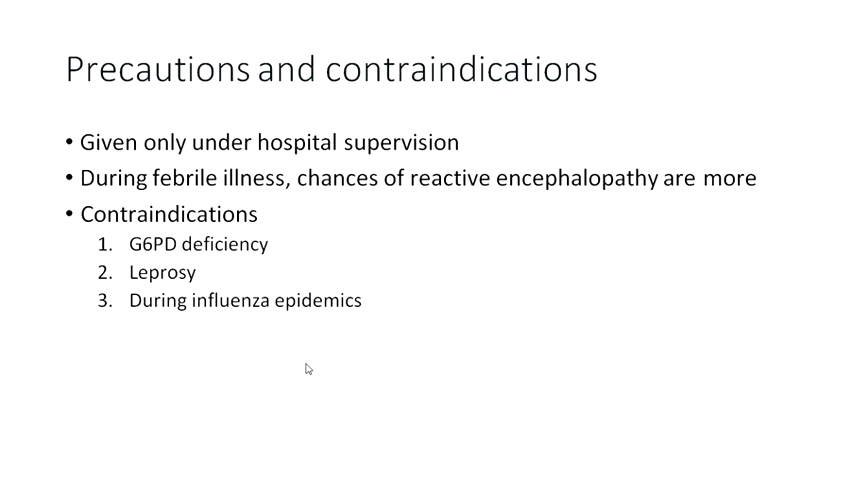 Precautions and contraindications
• Given only under hospital supervision
• During febrile illness, chances of reactive encephalopathy are more
• Contraindications
1. G6PD deficiency
2. Leprosy
3. During influenza epidemics